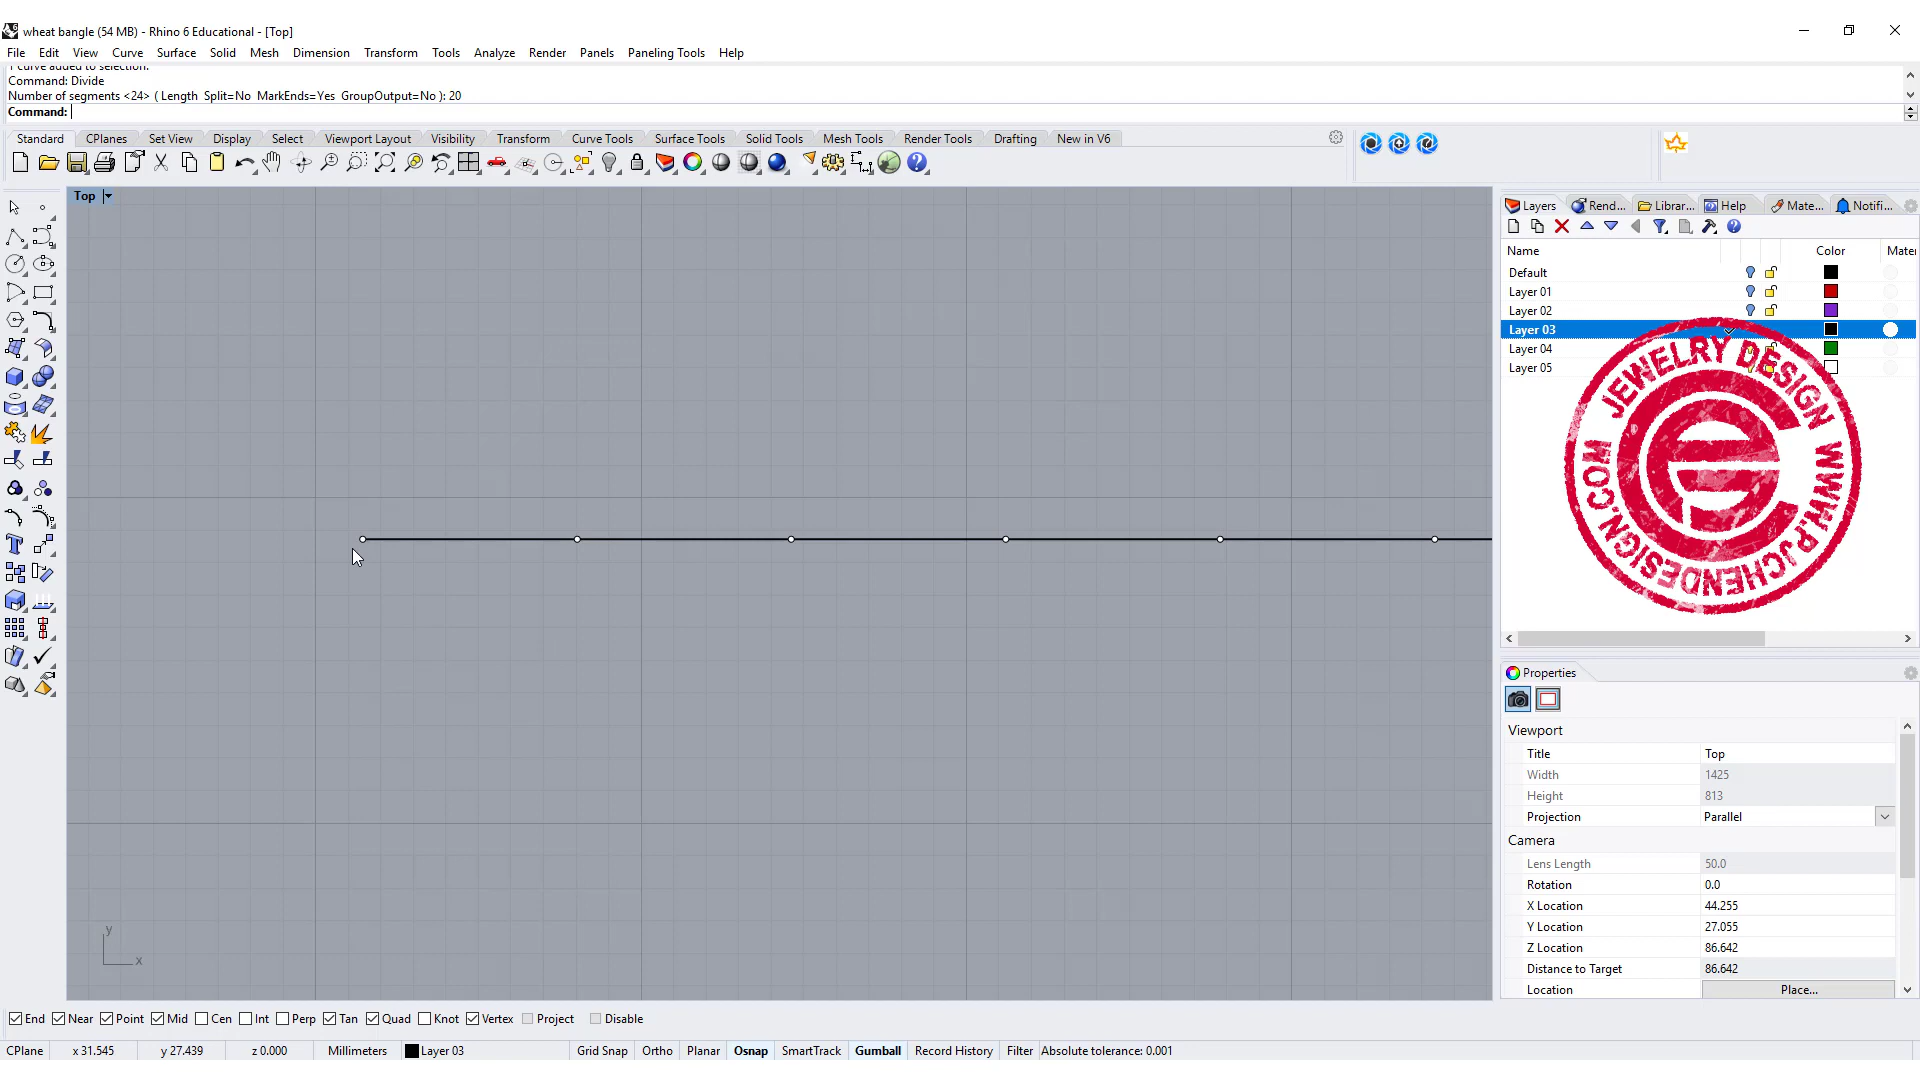 wheat bangle (54 MB) - Rhino 6 Educational - [Top]
File Edit View Curve Surface Solid Mesh Dimension Transform Tools Analyze Render Panels Paneling Tools Help
1 curve added to selection.
Command: Divide
Number of segments <24> ( Length Split=No MarkEnds=Yes GroupOutput=No ): 20
Command:
Standard CPlanes Set View Display Select Viewport Layout Visibility Transform Curve Tools Surface Tools Solid Tools Mesh Tools Render Tools Drafting New in V6
Top
Layers Rend... Librar... Help Mate... Notifi...
Name Color Mater
Default
Layer 01
Layer 02
Layer 03
Layer 04
Layer 05
JEWELRY DESIGN WWW.PJCHENDESIGN.COM
Properties
Viewport
Title Top
Width 1425
Height 813
Projection Parallel
Camera
Lens Length 50.0
Rotation 0.0
X Location 44.255
Y Location 27.055
Z Location 86.642
Distance to Target 86.642
Location Place...
y
x
End Near Point Mid Cen Int Perp Tan Quad Knot Vertex Project Disable
CPlane x 31.545 y 27.439 z 0.000 Millimeters Layer 03 Grid Snap Ortho Planar Osnap SmartTrack Gumball Record History Filter Absolute tolerance: 0.001